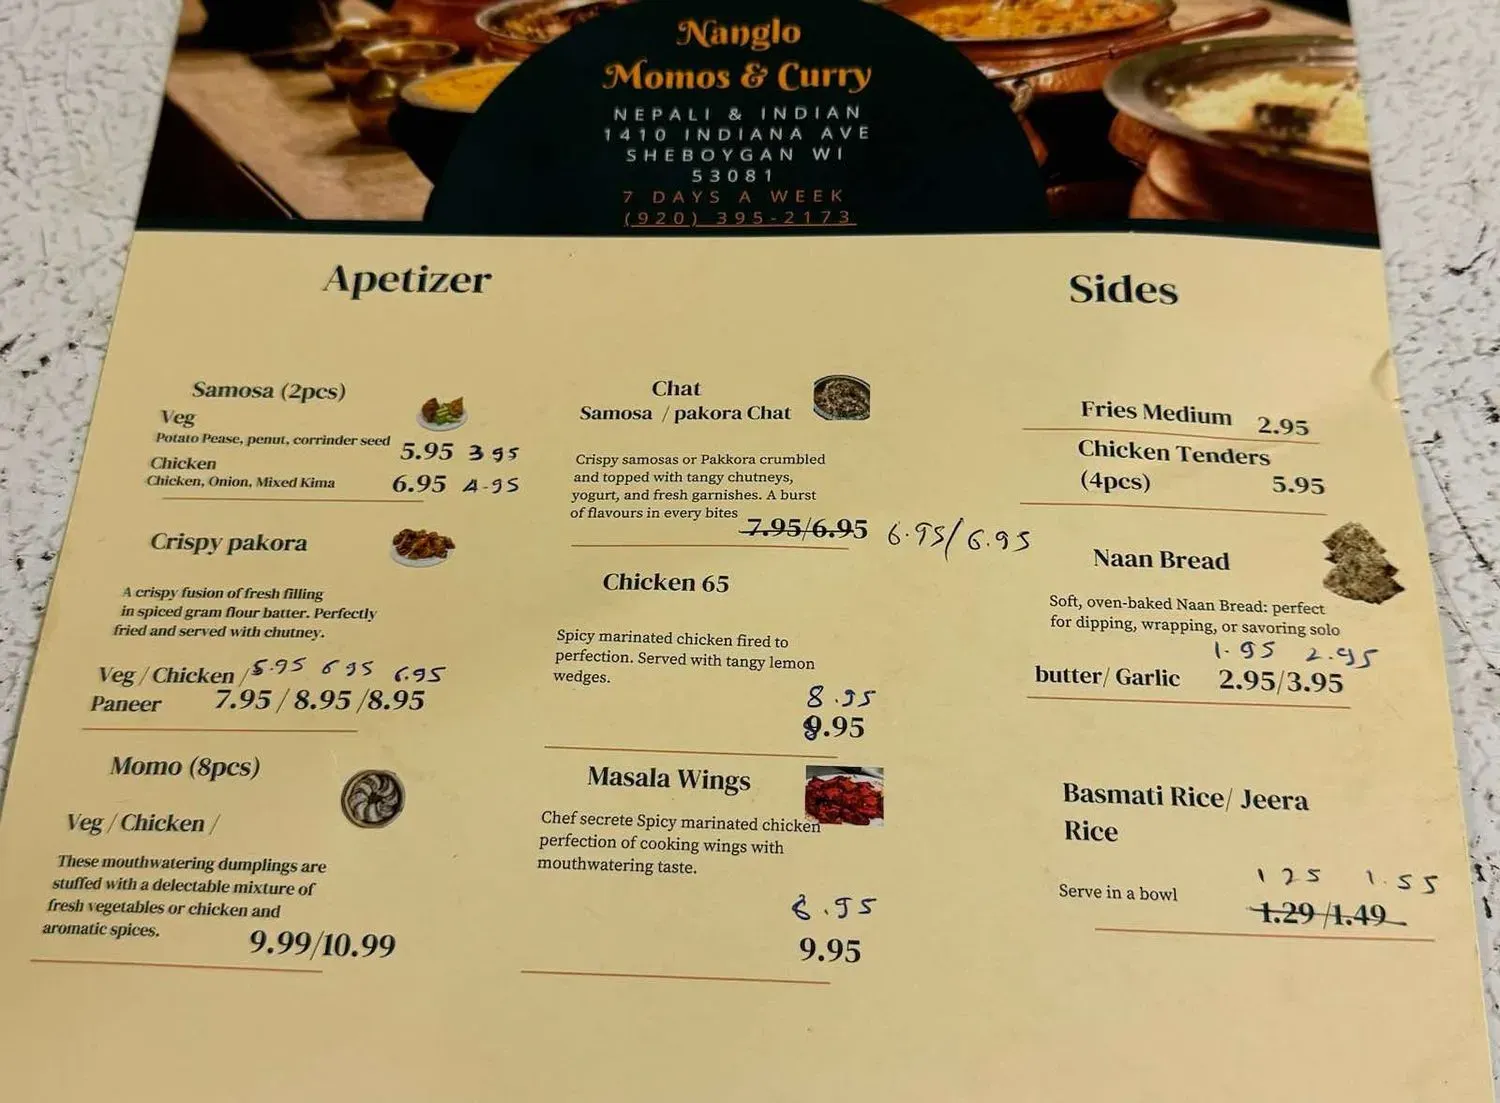 Nanglo
Momos & Curry
NEPALI & INDIAN
1410 INDIANA AVE
SHEBOYGAN WI
53081
7 DAYS A WEEK
(920) 395-2173
Apetizer
Samosa (2pcs)
Veg
Potato Pease, penut, corrinder seed 5.95 3 95
Chicken
Chicken, Onion, Mixed Kima 6.95 4-95
Crispy pakora
A crispy fusion of fresh filling
in spiced gram flour batter. Perfectly
fried and served with chutney.
Veg / Chicken / 5.95 6 95 6.95
Paneer 7.95 / 8.95 /8.95
Momo (8pcs)
Veg / Chicken /
These mouthwatering dumplings are
stuffed with a delectable mixture of
fresh vegetables or chicken and
aromatic spices. 9.99/10.99
Chat
Samosa / pakora Chat
Crispy samosas or Pakkora crumbled
and topped with tangy chutneys,
yogurt, and fresh garnishes. A burst
of flavours in every bites
7.95/6.95 6.95/6.95
Chicken 65
Spicy marinated chicken fired to
perfection. Served with tangy lemon
wedges.
8.95
9.95
Masala Wings
Chef secrete Spicy marinated chicken
perfection of cooking wings with
mouthwatering taste.
.95
9.95
Sides
Fries Medium 2.95
Chicken Tenders
(4pcs) 5.95
Naan Bread
Soft, oven-baked Naan Bread: perfect
for dipping, wrapping, or savoring solo
1.95 2.95
butter/ Garlic 2.95/3.95
Basmati Rice/ Jeera
Rice
1 25 1.55
Serve in a bowl 1.29 /1.49